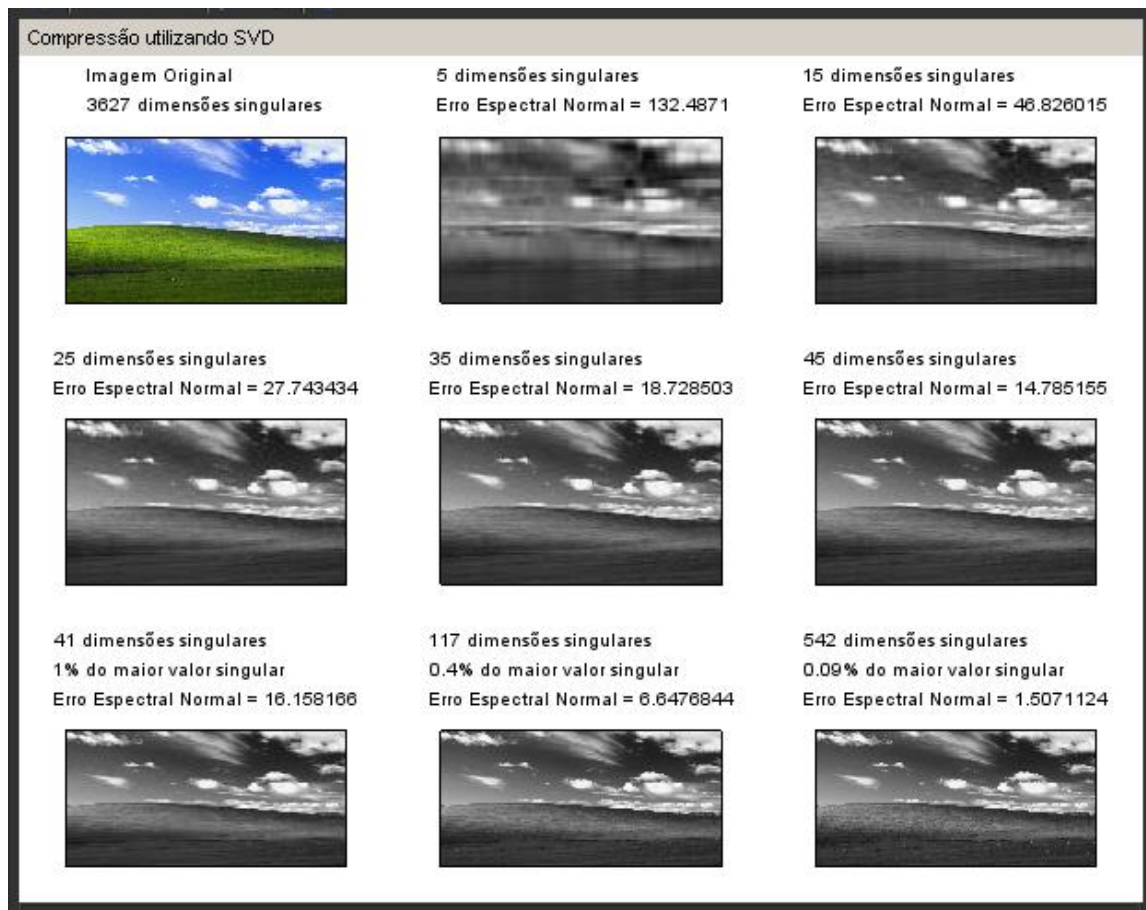 Compressão utilizando SVD
Imagem Original
3627 dimensões singulares
5 dimensões singulares
Erro Espectral Normal = 132.4871
15 dimensões singulares
Erro Espectral Normal = 46.826015
25 dimensões singulares
Erro Espectral Normal = 27.743434
35 dimensões singulares
Erro Espectral Normal = 18.728503
45 dimensões singulares
Erro Espectral Normal = 14.785155
41 dimensões singulares
1% do maior valor singular
Erro Espectral Normal = 16.158166
117 dimensões singulares
0.4% do maior valor singular
Erro Espectral Normal = 6.6476844
542 dimensões singulares
0.09% do maior valor singular
Erro Espectral Normal = 1.5071124